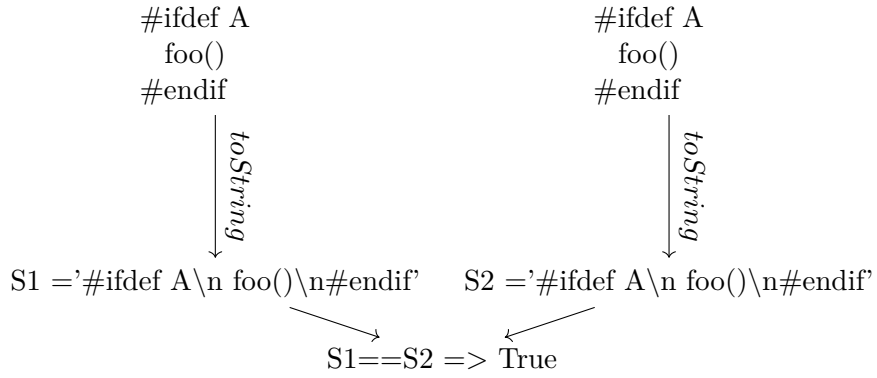 #ifdef A
foo()
#endif
#ifdef A
foo()
#endif
toString
toString
S1 ='#ifdef A\n foo()\n#endif'
S2 ='#ifdef A\n foo()\n#endif'
S1==S2 => True